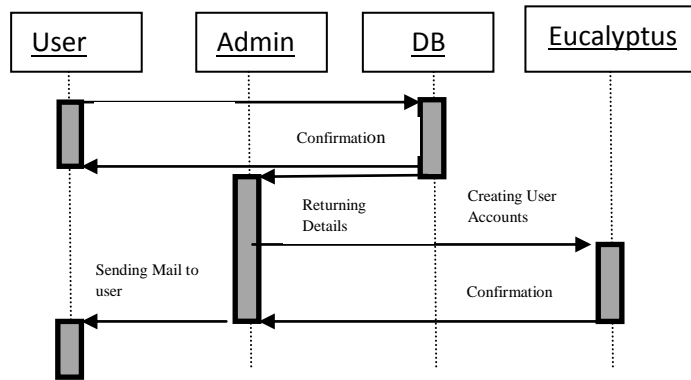 User
Admin
DB
Eucalyptus
Confirmation
Returning
Details
Creating User
Accounts
Sending Mail to
user
Confirmation